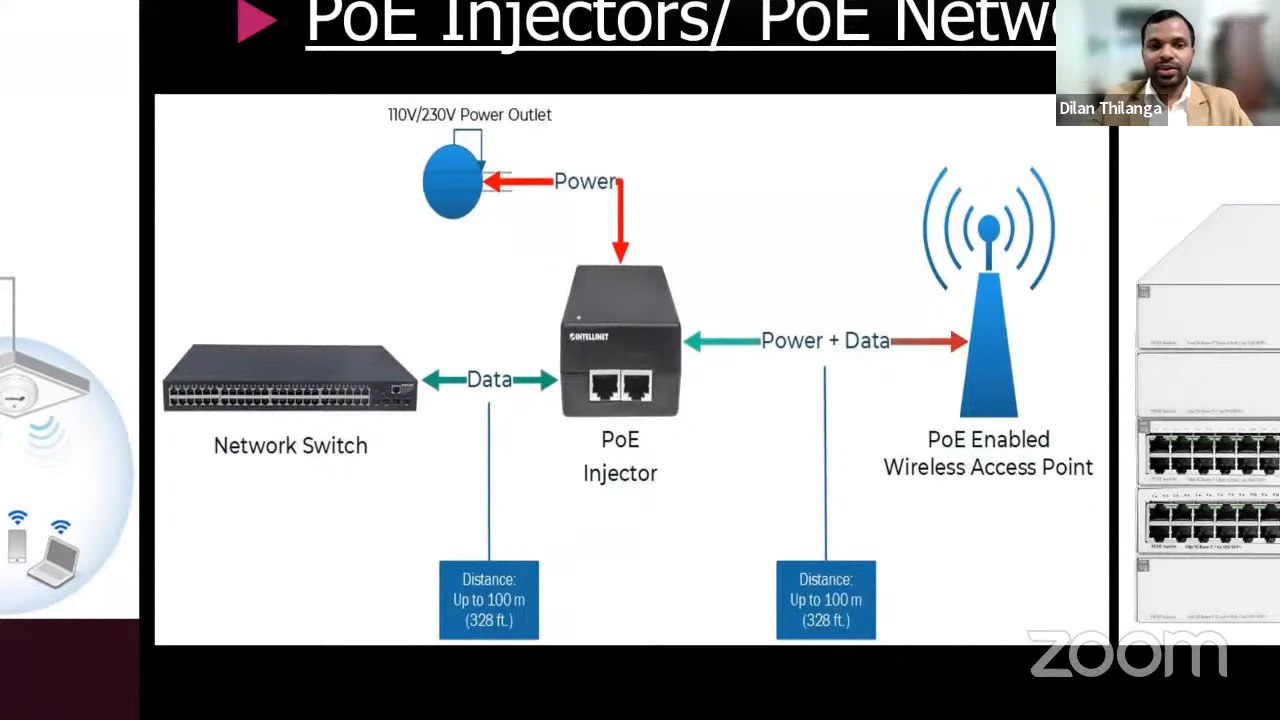 PoE Injectors/ PoE Netw
Dilan Thilanga
110V/230V Power Outlet
Power
INTELLINET
Power + Data
Data
Network Switch
PoE
Injector
PoE Enabled
Wireless Access Point
Distance:
Up to 100 m
(328 ft.)
Distance:
Up to 100 m
(328 ft.)
zoom